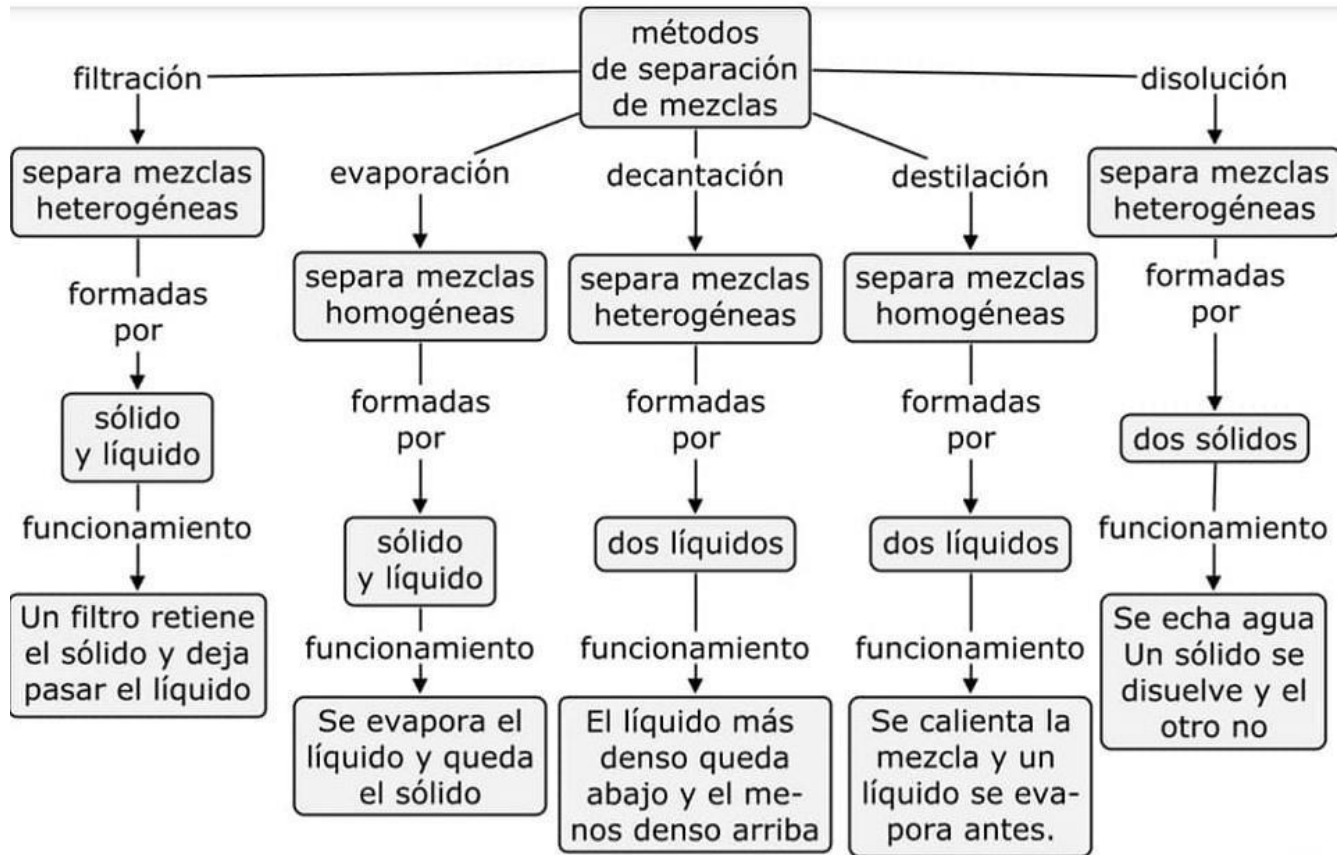 métodos
de separación
de mezclas
filtración
separa mezclas
heterogéneas
formadas
por
sólido
y líquido
funcionamiento
Un filtro retiene
el sólido y deja
pasar el líquido
evaporación
separa mezclas
homogéneas
formadas
por
sólido
y líquido
funcionamiento
Se evapora el
líquido y queda
el sólido
decantación
separa mezclas
heterogéneas
formadas
por
dos líquidos
funcionamiento
El líquido más
denso queda
abajo y el me-
nos denso arriba
destilación
separa mezclas
homogéneas
formadas
por
dos líquidos
funcionamiento
Se calienta la
mezcla y un
líquido se eva-
pora antes.
disolución
separa mezclas
heterogéneas
formadas
por
dos sólidos
funcionamiento
Se echa agua
Un sólido se
disuelve y el
otro no